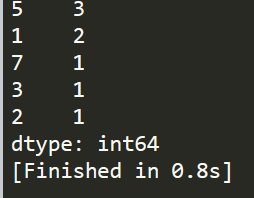 5    3
1    2
7    1
3    1
2    1
dtype: int64
[Finished in 0.8s]